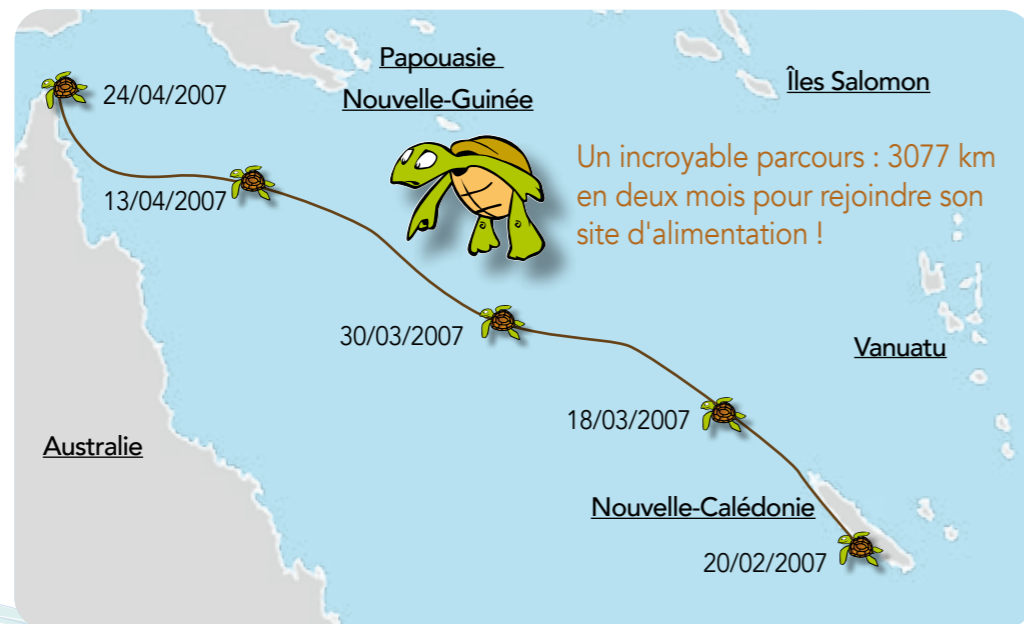 Papouasie
Nouvelle-Guinée
Îles Salomon
24/04/2007
Un incroyable parcours : 3077 km
en deux mois pour rejoindre son
site d'alimentation !
13/04/2007
30/03/2007
Vanuatu
18/03/2007
Australie
Nouvelle-Calédonie
20/02/2007